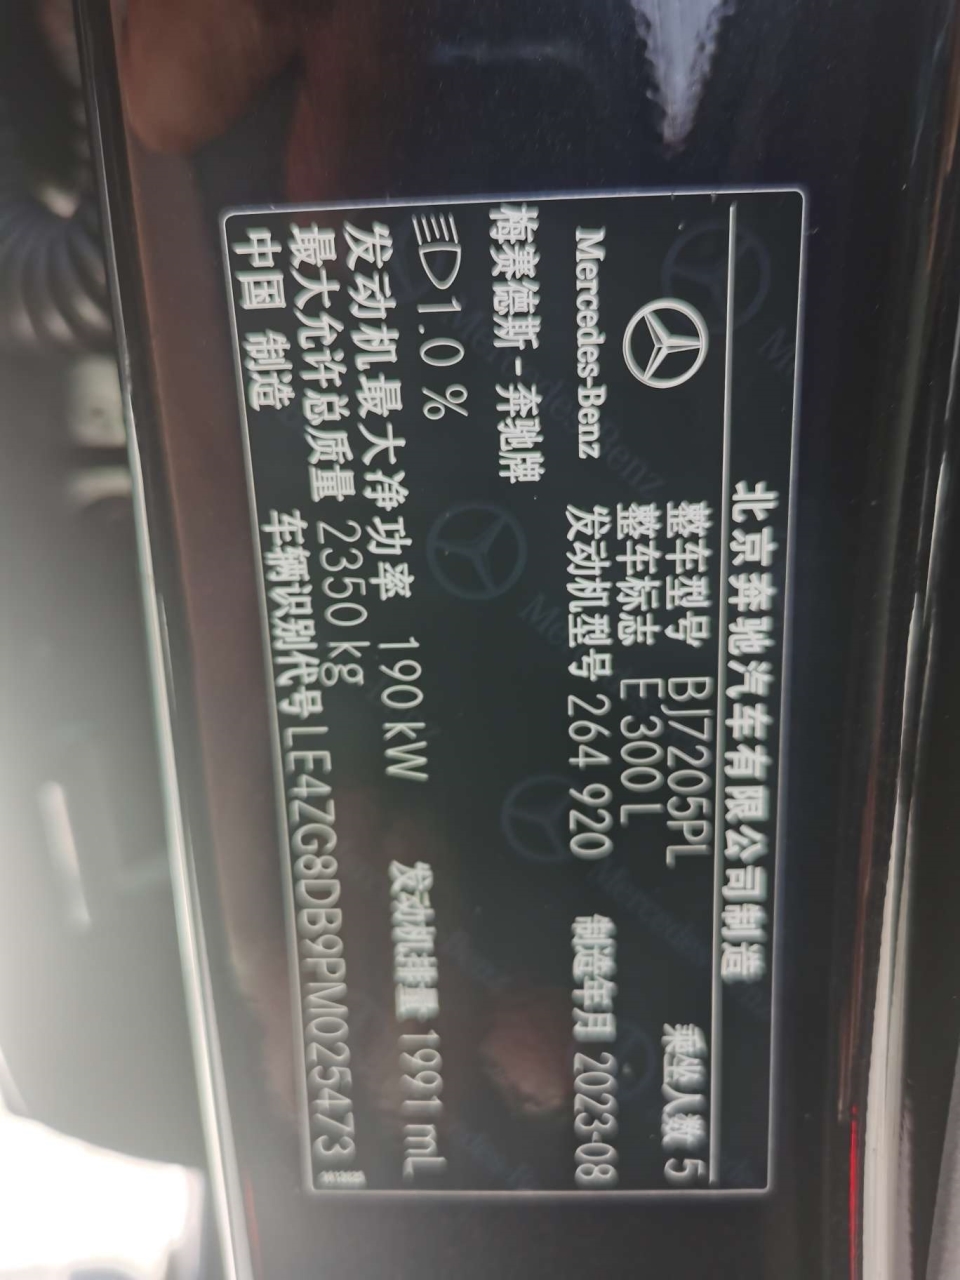 北京奔驰汽车有限公司制造
整车型号 BJ7205PL 乘坐人数 5
整车标志 E 300 L
Mercedes-Benz 发动机型号 264 920 制造年月 2023-08
梅赛德斯-奔驰牌
1.0 %
发动机最大净功率 190 kW 发动机排量 1991 mL
最大允许总质量 2350 kg
中国 制造 车辆识别代号 LE4ZG8DB9PM025473